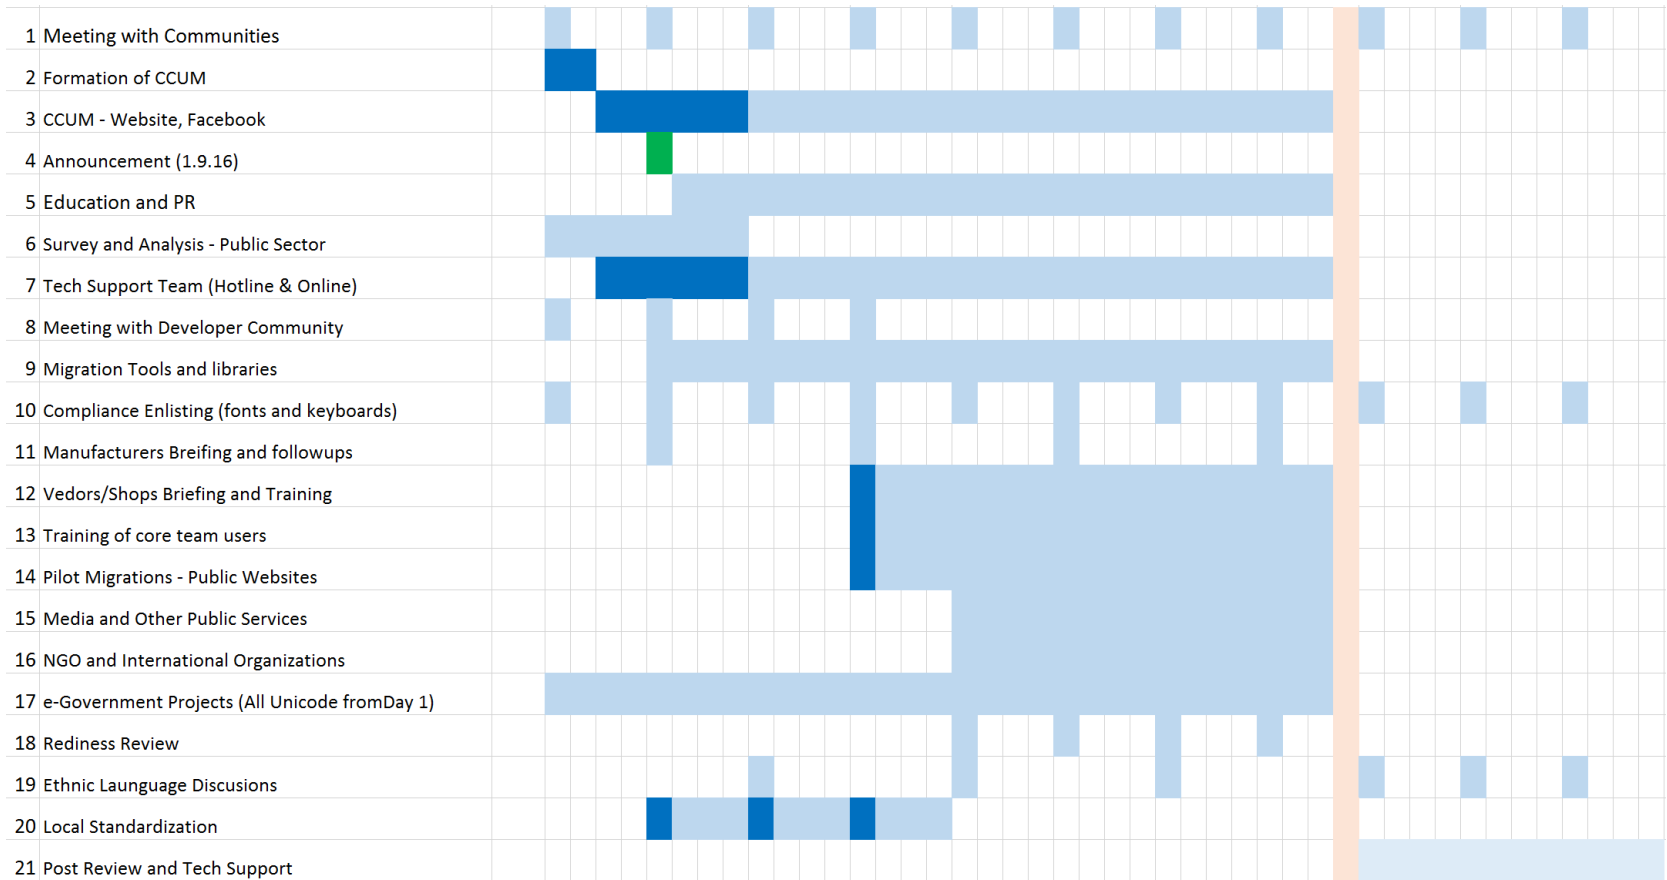 1 Meeting with Communities
2 Formation of CCUM
3 CCUM - Website, Facebook
4 Announcement (1.9.16)
5 Education and PR
6 Survey and Analysis - Public Sector
7 Tech Support Team (Hotline & Online)
8 Meeting with Developer Community
9 Migration Tools and libraries
10 Compliance Enlisting (fonts and keyboards)
11 Manufacturers Breifing and followups
12 Vedors/Shops Briefing and Training
13 Training of core team users
14 Pilot Migrations - Public Websites
15 Media and Other Public Services
16 NGO and International Organizations
17 e-Government Projects (All Unicode fromDay 1)
18 Rediness Review
19 Ethnic Launguage Discusions
20 Local Standardization
21 Post Review and Tech Support